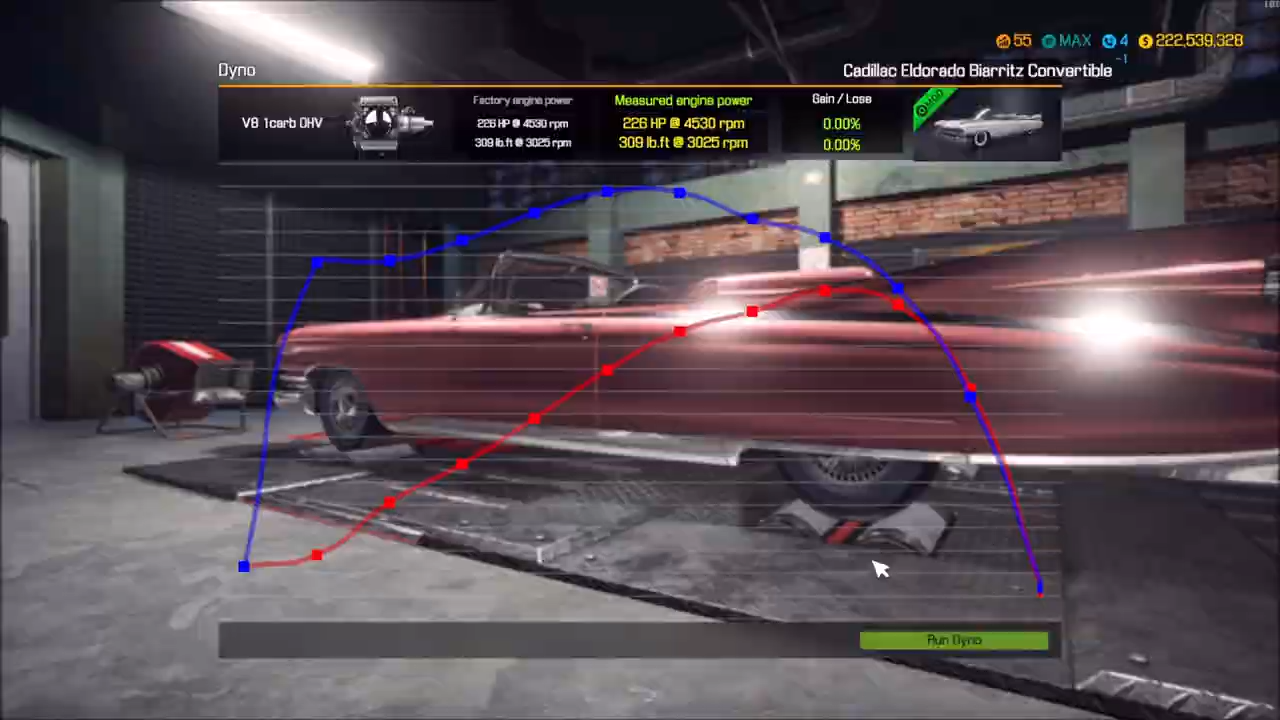 55 MAX 4 222,539,328
-1
Dyno
Cadillac Eldorado Biarritz Convertible
V8 1carb OHV
Factory engine power
226 HP @ 4530 rpm
309 lb.ft @ 3025 rpm
Measured engine power
226 HP @ 4530 rpm
309 lb.ft @ 3025 rpm
Gain / Lose
0.00%
0.00%
MOD
Run Dyno